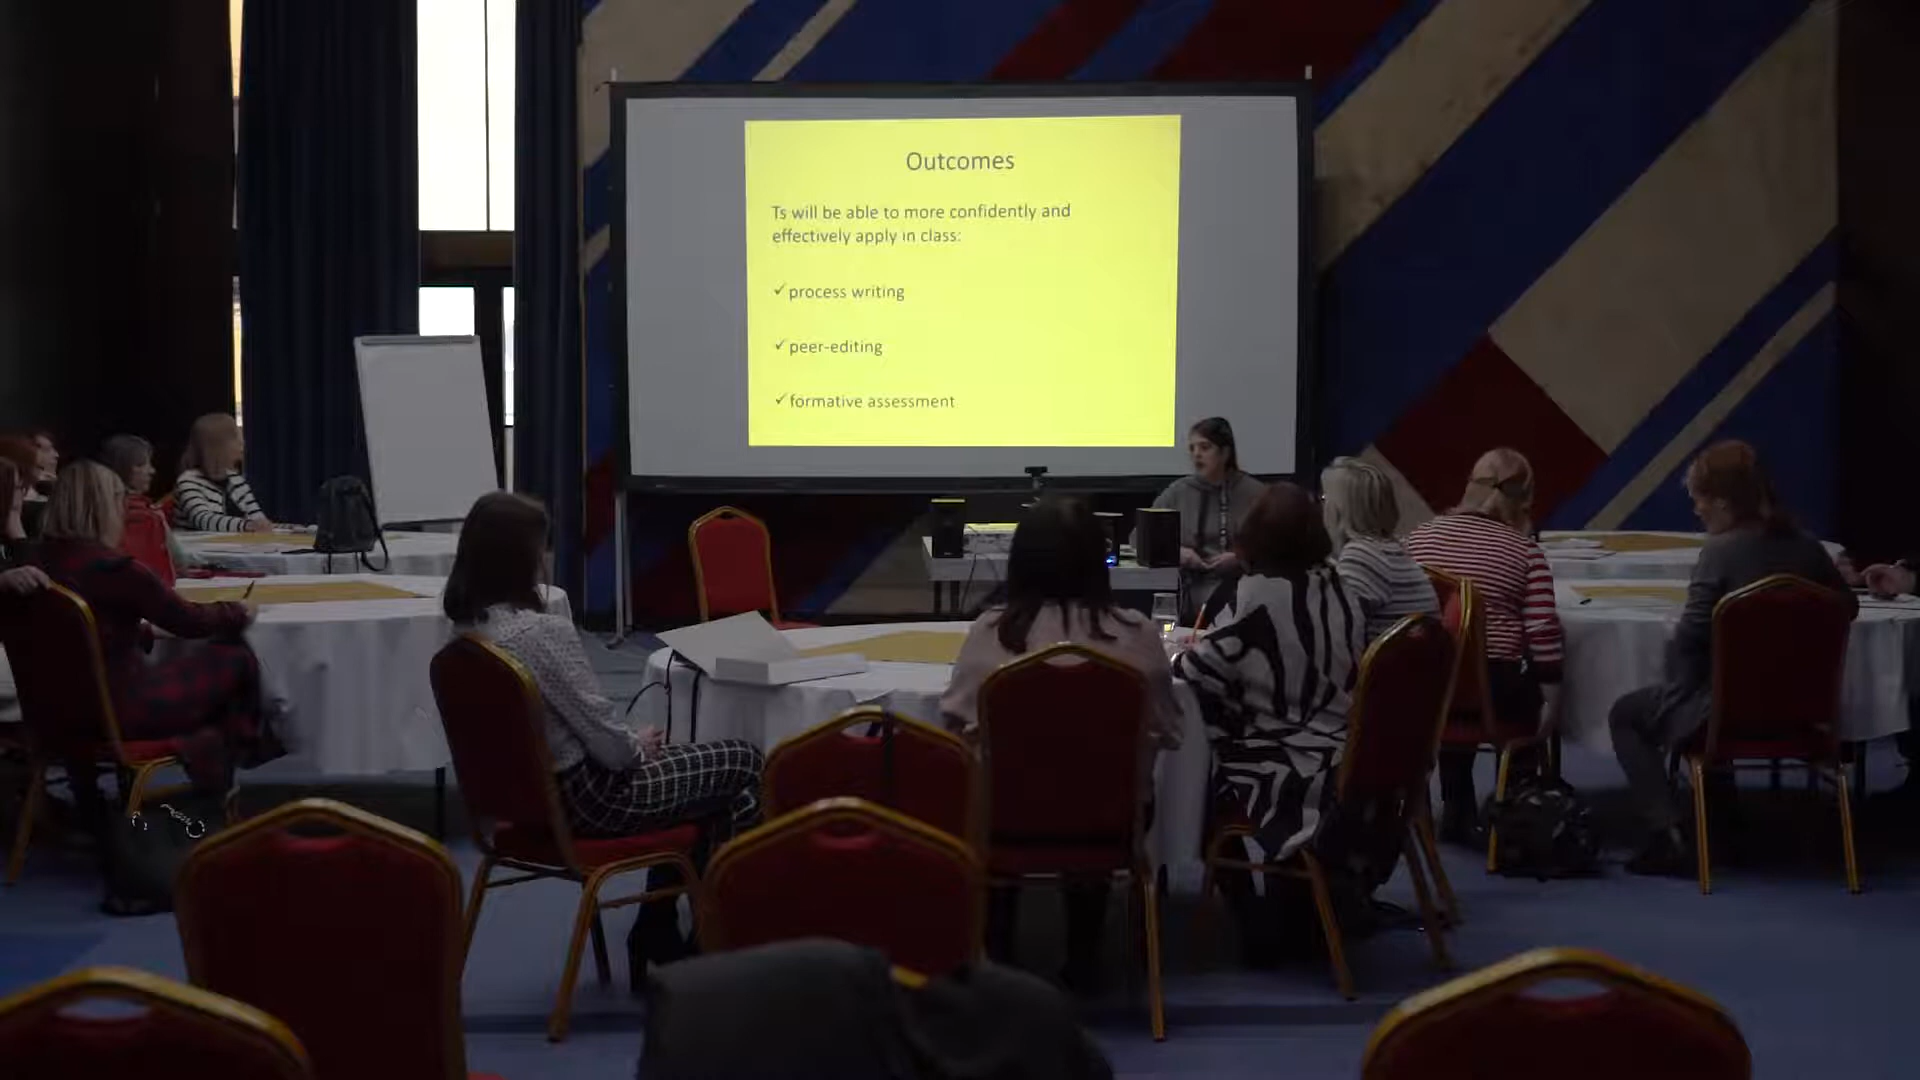 Outcomes
Ts will be able to more confidently and
effectively apply in class:
✓process writing
✓peer-editing
✓formative assessment